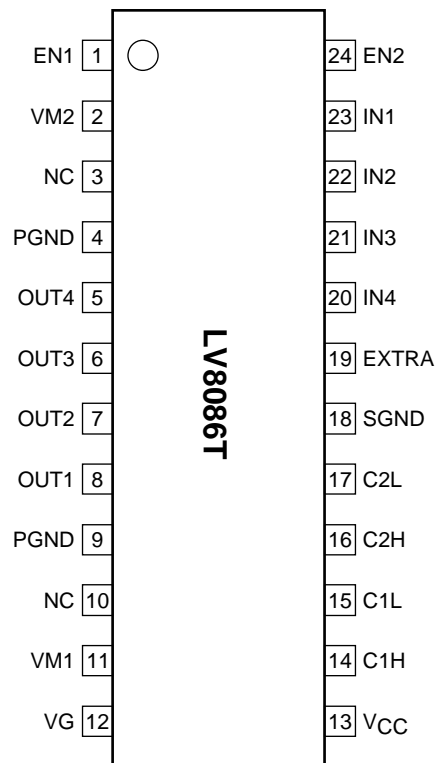 EN1 1 24 EN2
VM2 2 23 IN1
NC 3 22 IN2
PGND 4 21 IN3
OUT4 5 20 IN4
OUT3 6 19 EXTRA
OUT2 7 18 SGND
OUT1 8 17 C2L
PGND 9 16 C2H
NC 10 15 C1L
VM1 11 14 C1H
VG 12 13 VCC
LV8086T